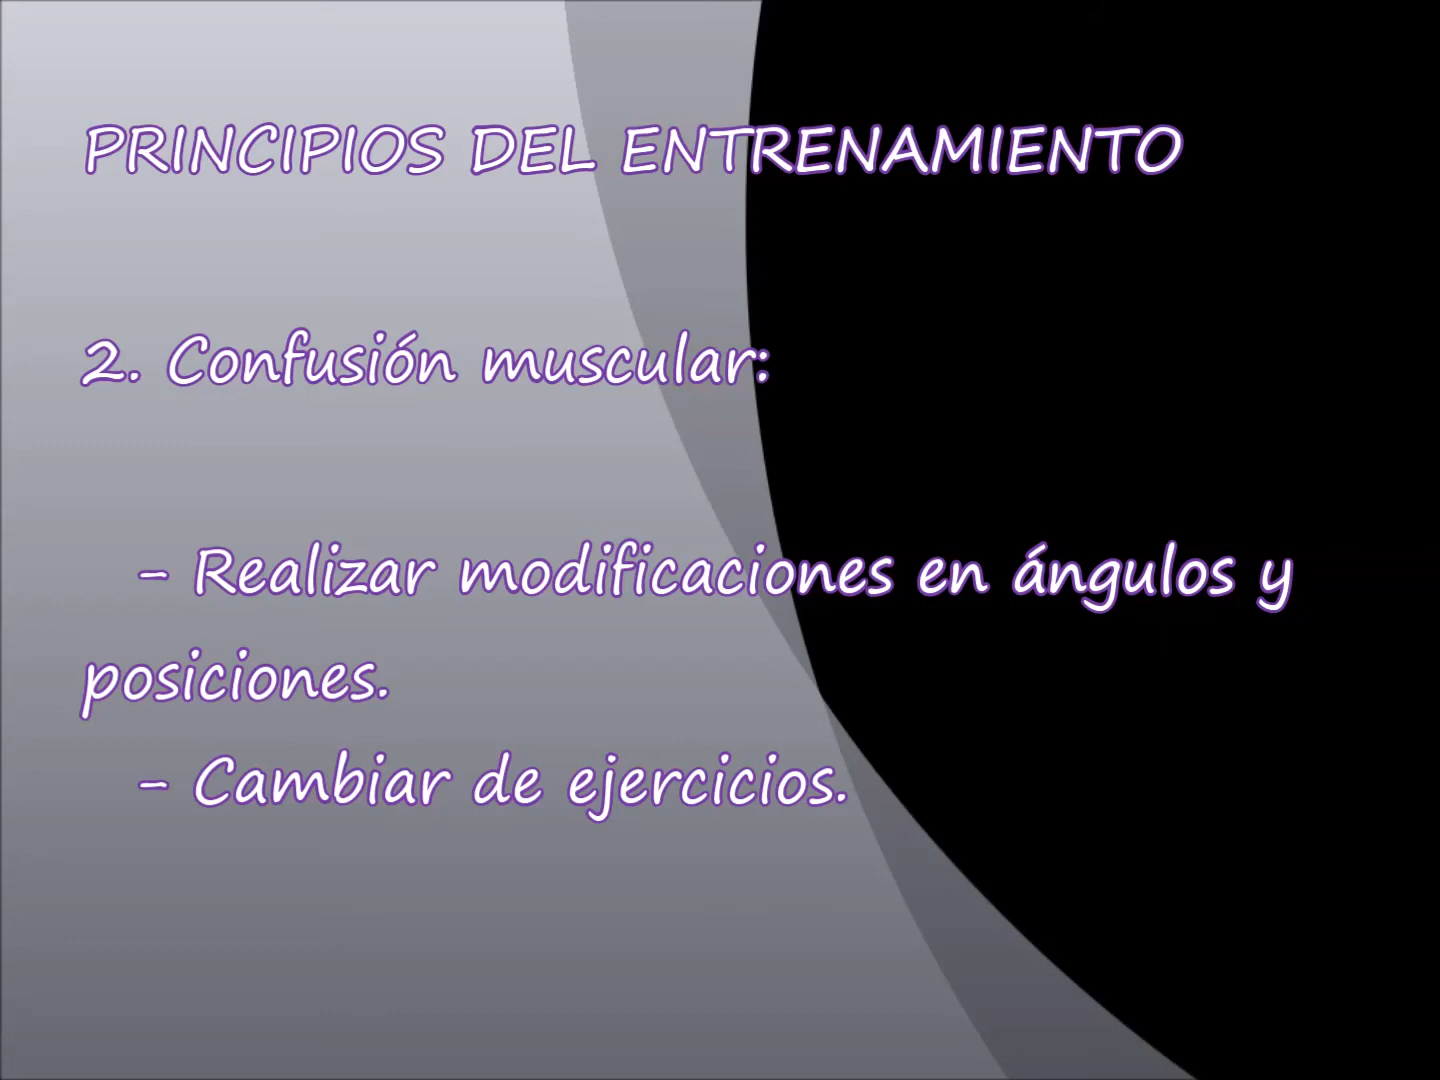 PRINCIPIOS DEL ENTRENAMIENTO
2. Confusión muscular:
- Realizar modificaciones en ángulos y
posiciones.
- Cambiar de ejercicios.